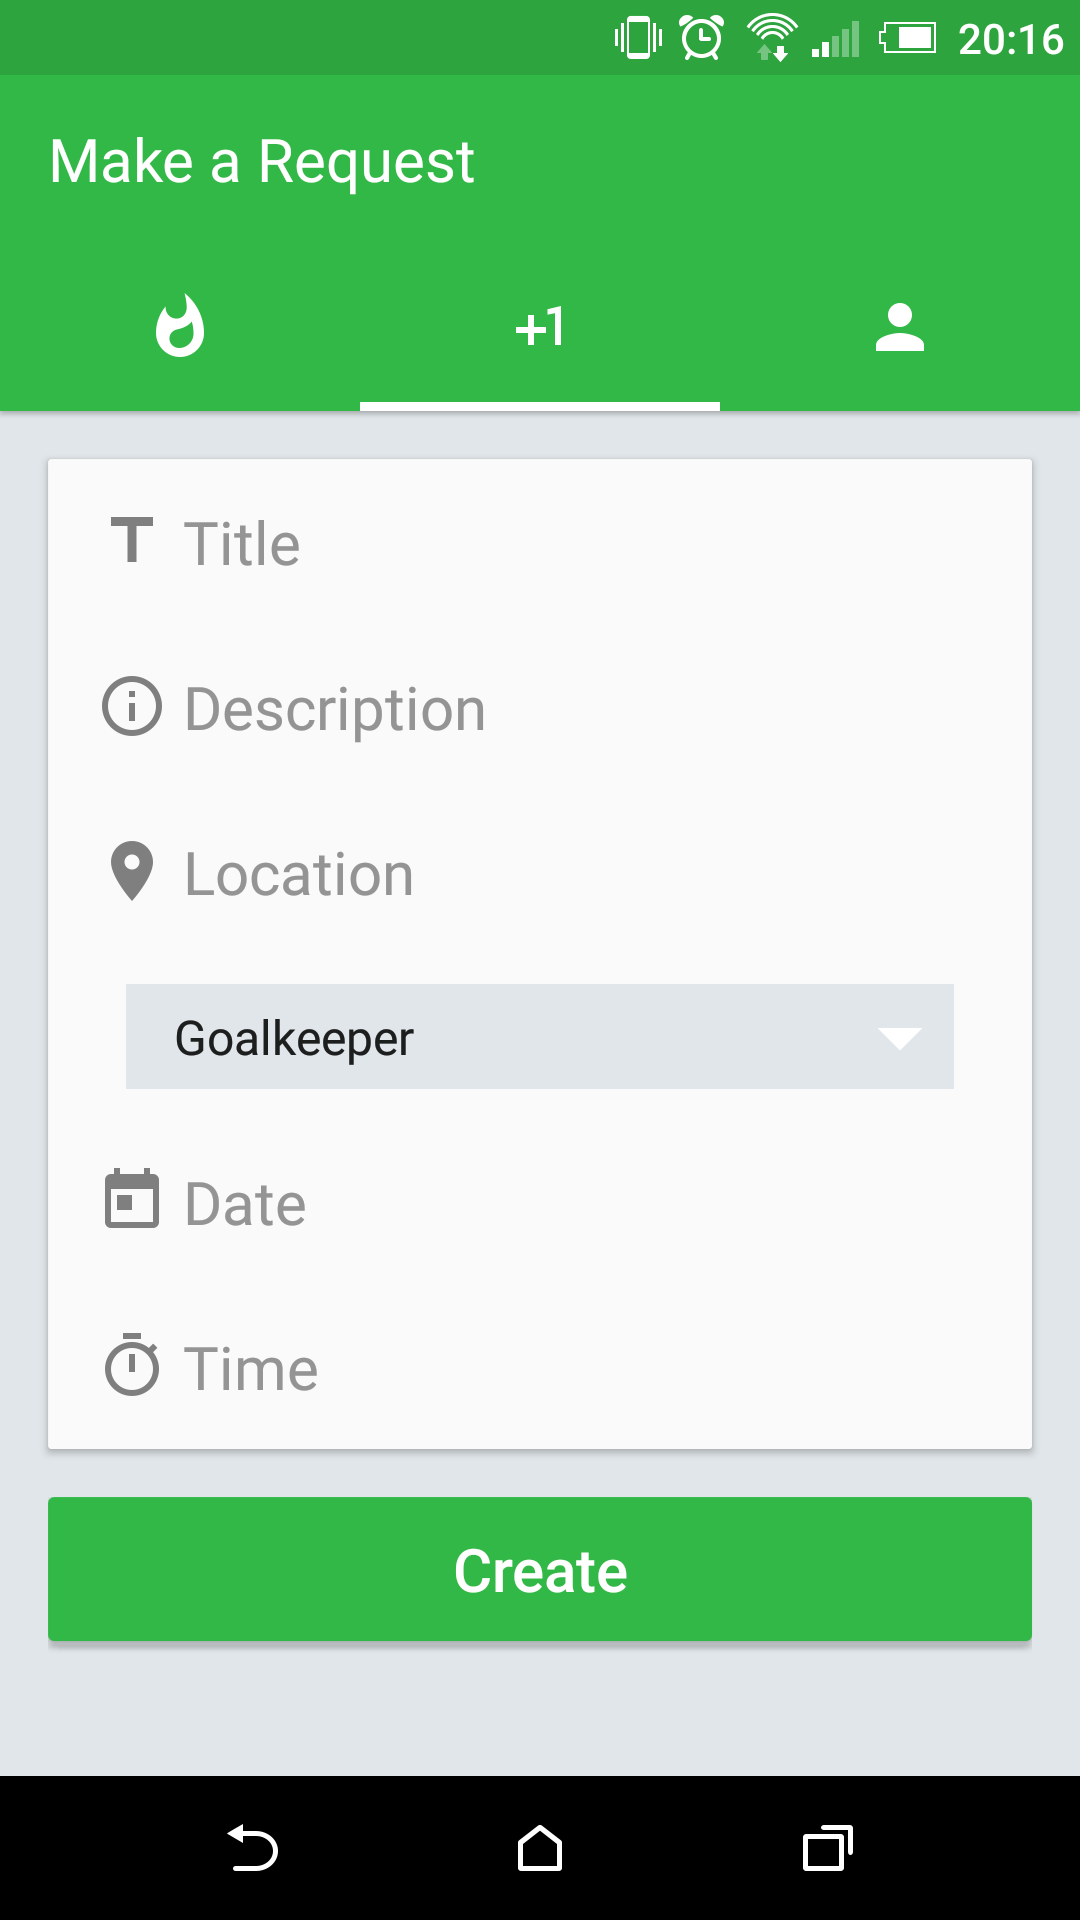 20:16
Make a Request
+1
Title
Description
Location
Goalkeeper
Date
Time
Create